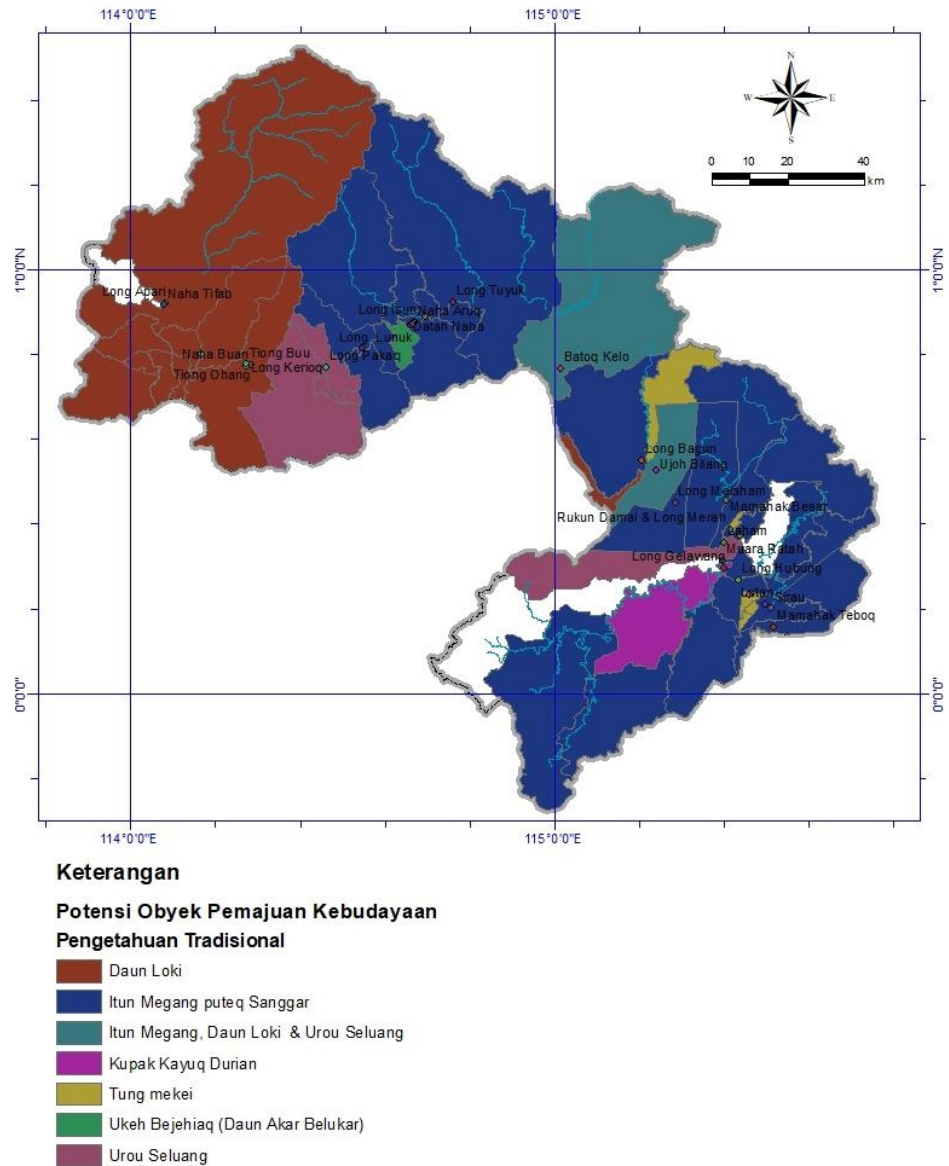 114°0'0"E 115°0'0"E
N
W E
S
0 10 20 40
km
1°0'0"N 1°0'0"N
Long Apari Naha Tifab
Long Tuyuk
Long Isun Naha Aruq
Datah Naha
Long Lunuk
Naha Buan Tiong Buu Long Pakaq
Long Kerioq
Tiong Ohang
Batoq Kelo
Long Bagun
Ujoh Bilang
Long Melaham
Mamahak Besar
Rukun Damai & Long Merah
Laham
Muara Ratah
Long Gelawang
Long Hubung
Lutan
Sirau
Mamahak Teboq
0°0'0" 0°0'0"
114°0'0"E 115°0'0"E
Keterangan
Potensi Obyek Pemajuan Kebudayaan
Pengetahuan Tradisional
Daun Loki
Itun Megang puteq Sanggar
Itun Megang, Daun Loki & Urou Seluang
Kupak Kayuq Durian
Tung mekei
Ukeh Bejehiaq (Daun Akar Belukar)
Urou Seluang